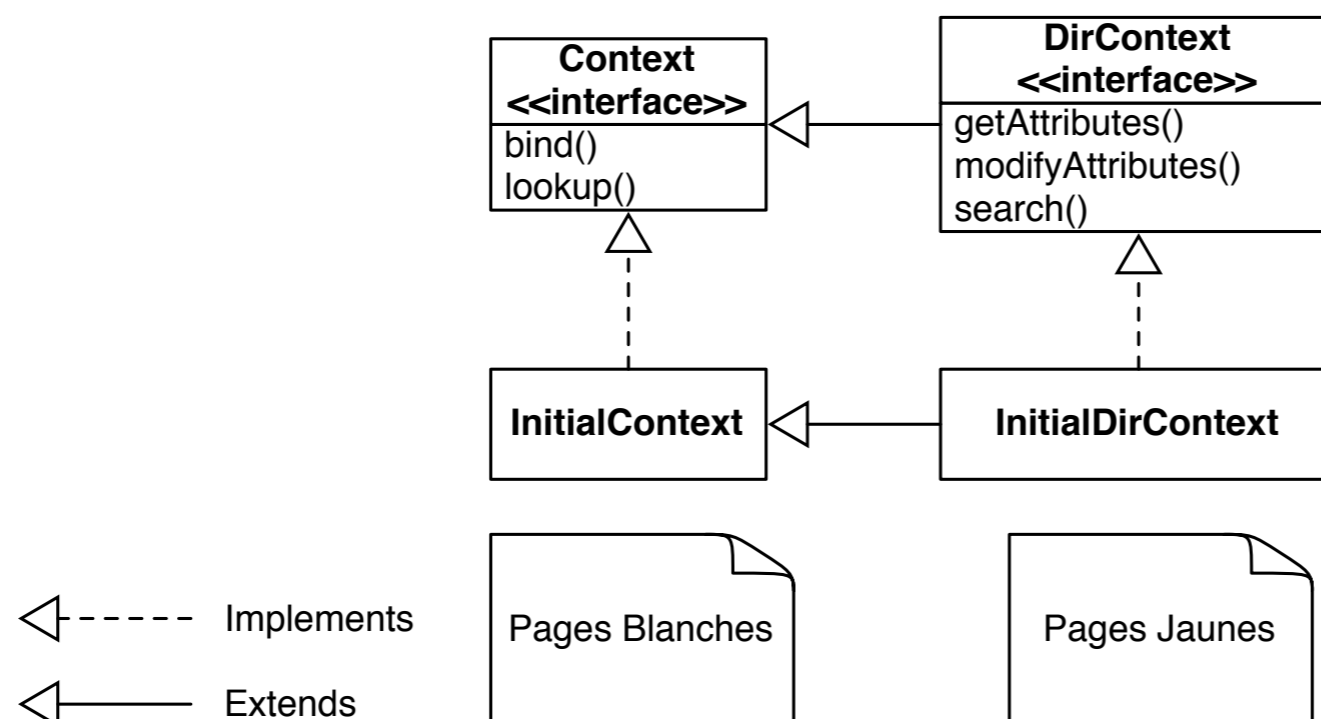 Context
<<interface>>
bind()
lookup()
DirContext
<<interface>>
getAttributes()
modifyAttributes()
search()
InitialContext
InitialDirContext
Pages Blanches
Pages Jaunes
Implements
Extends